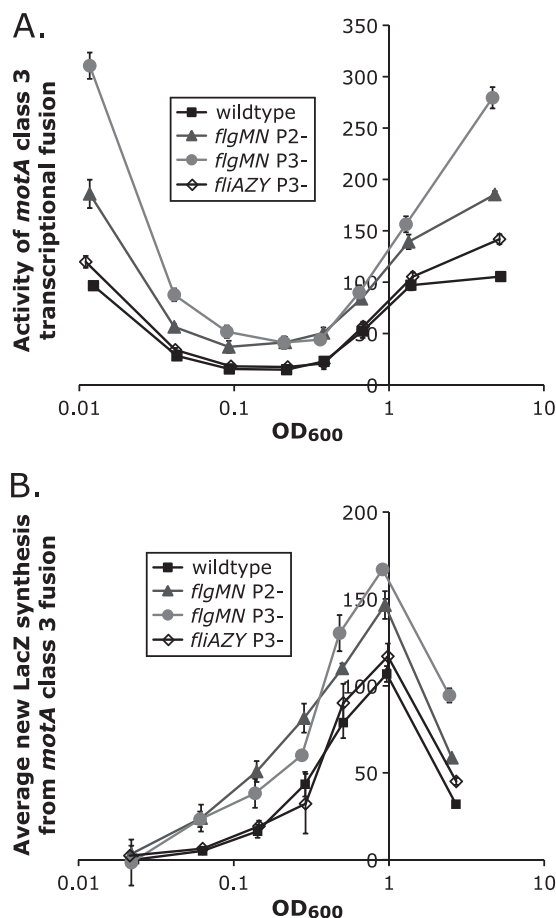 A.
Activity of motA class 3
transcriptional fusion
350
300
250
200
150
100
50
0
wildtype
flgMN P2-
flgMN P3-
fliAZY P3-
0.01
0.1
1
10
OD600
B.
Average new LacZ synthesis
from motA class 3 fusion
200
150
100
50
0
wildtype
flgMN P2-
flgMN P3-
fliAZY P3-
0.01
0.1
1
10
OD600